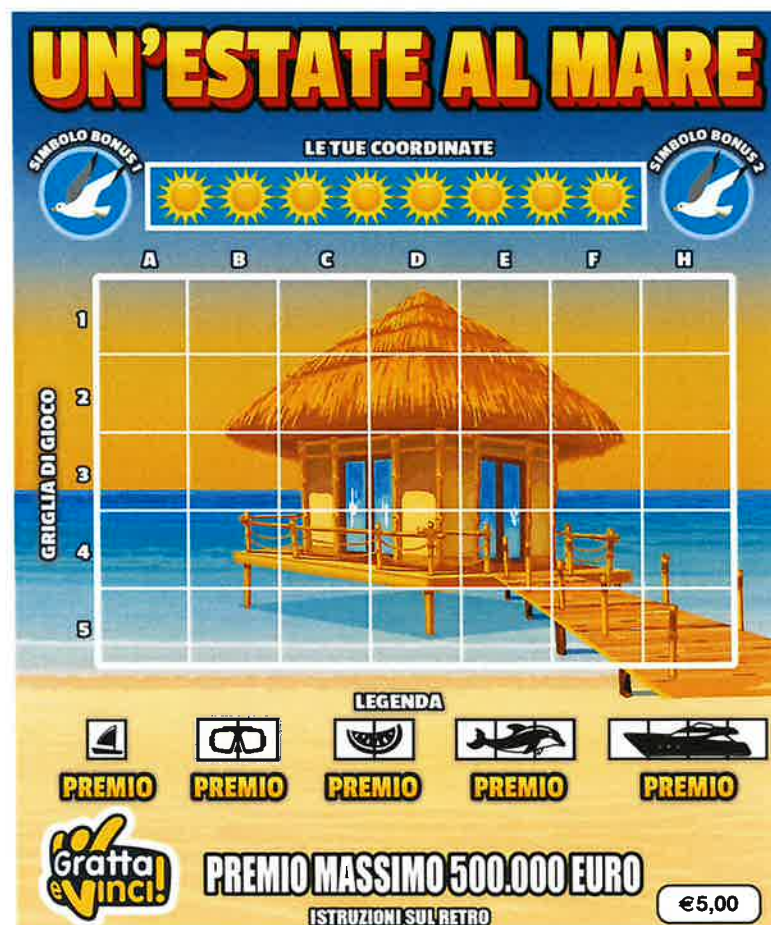 UN'ESTATE AL MARE
SIMBOLO BONUS 1
LE TUE COORDINATE
SIMBOLO BONUS 2
A B C D E F H
GRIGLIA DI GIOCO
1
2
3
4
5
LEGENDA
PREMIO PREMIO PREMIO PREMIO PREMIO
Gratta
e Vinci!
PREMIO MASSIMO 500.000 EURO
€5,00
ISTRUZIONI SUL RETRO